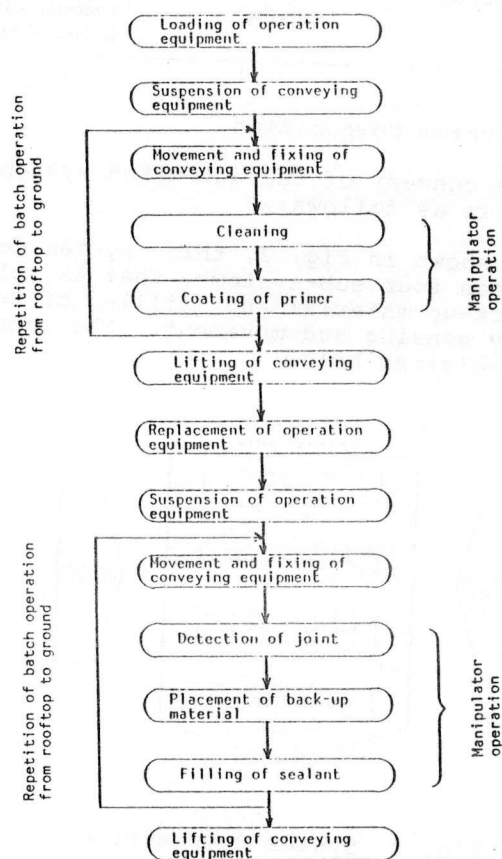 Loading of operation
equipment
Suspension of conveying
equipment
Repetition of batch operation
from rooftop to ground
Movement and fixing of
conveying equipment
Cleaning
Coating of primer
Manipulator
operation
Lifting of conveying
equipment
Replacement of operation
equipment
Suspension of operation
equipment
Repetition of batch operation
from rooftop to ground
Movement and fixing of
conveying equipment
Detection of joint
Placement of back-up
material
Filling of sealant
Manipulator
operation
Lifting of conveying
equipment